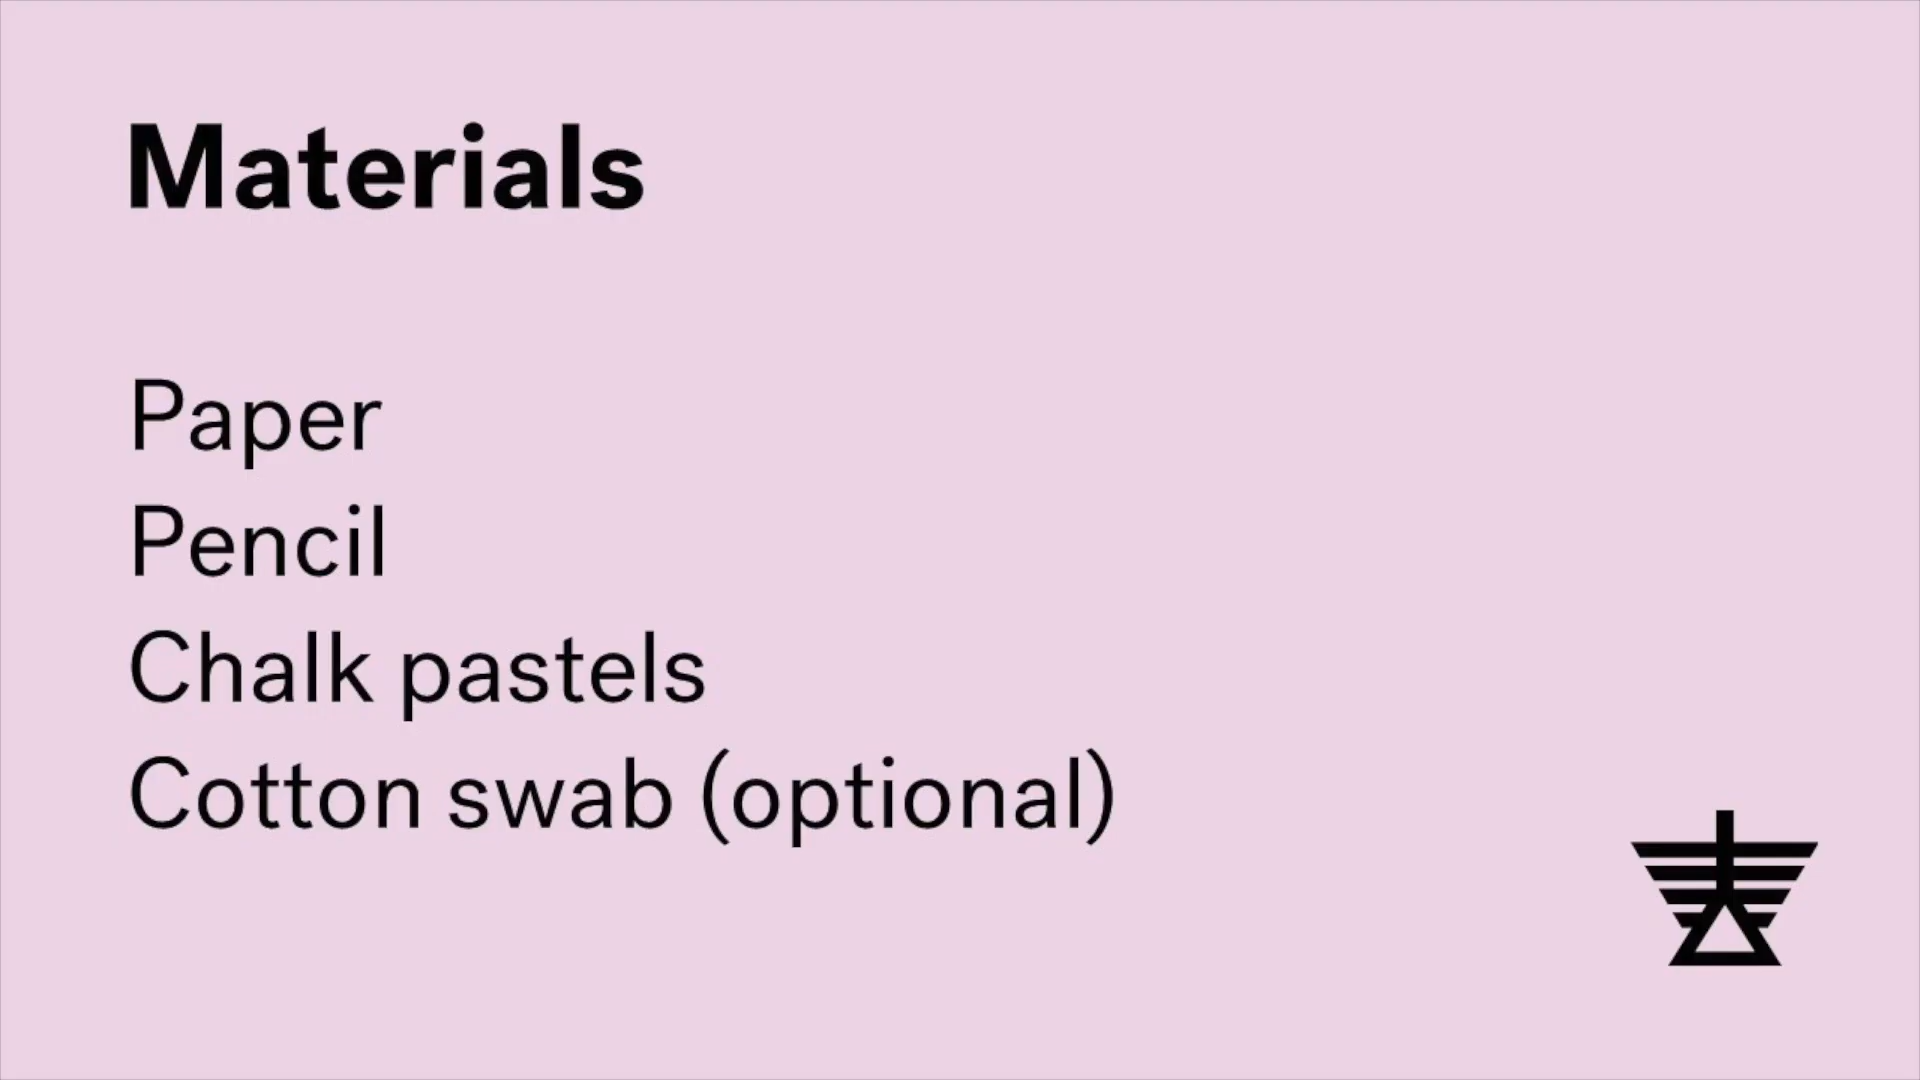 Materials
Paper
Pencil
Chalk pastels
Cotton swab (optional)